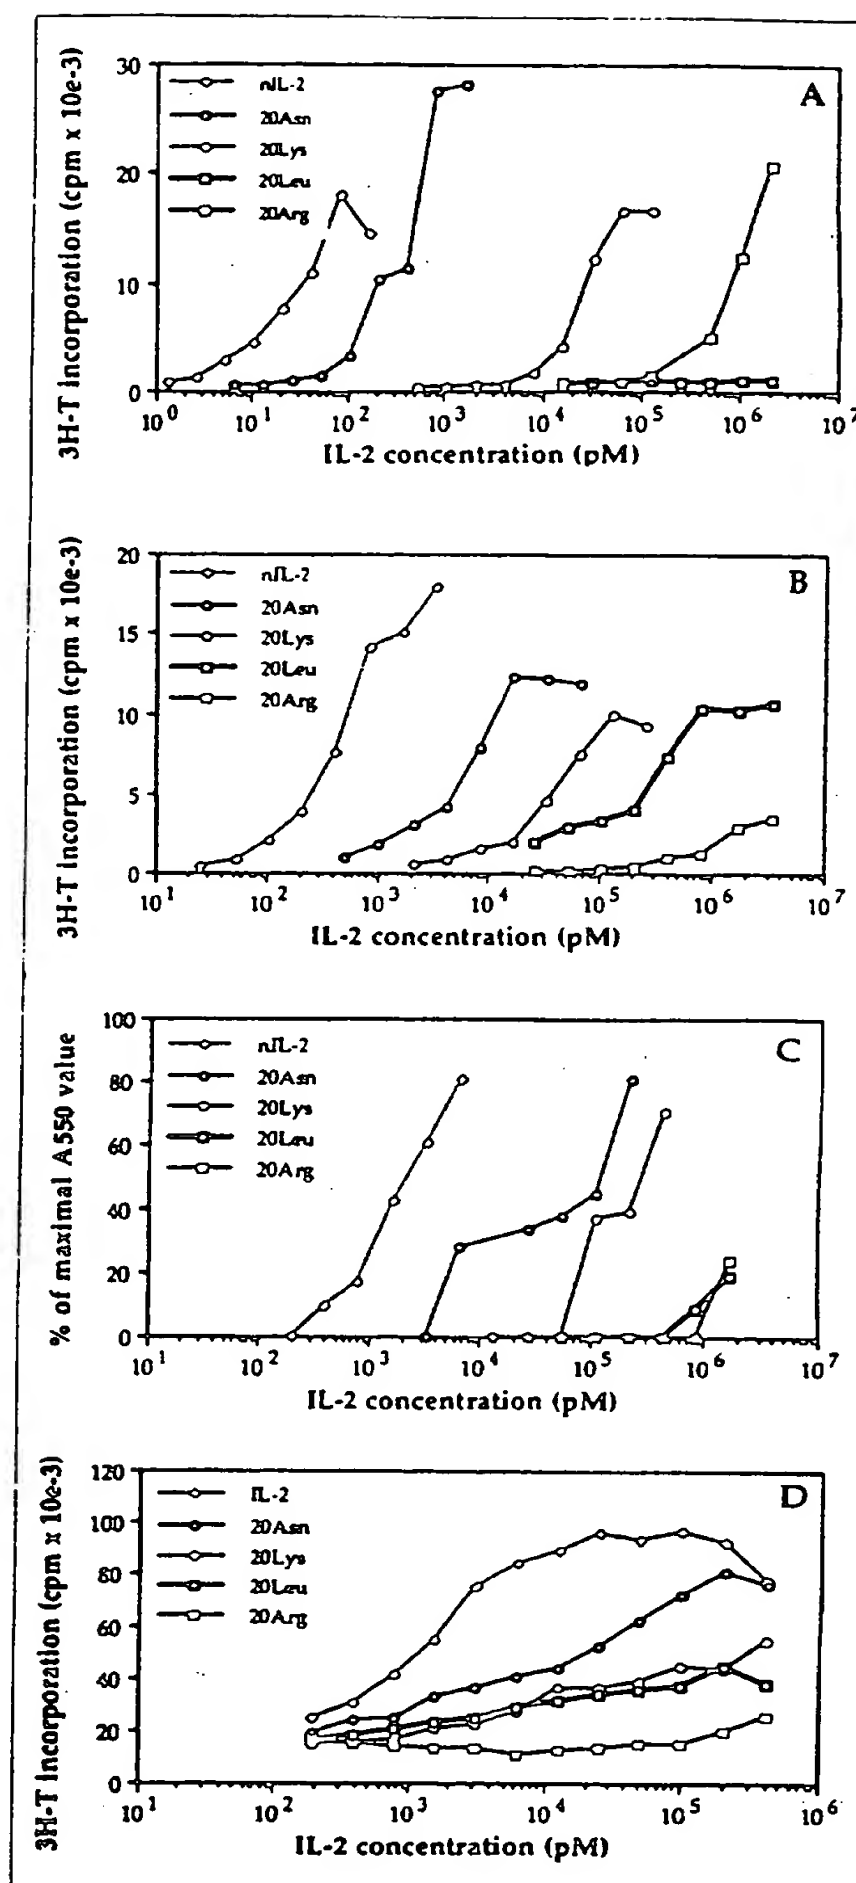 A
30
20
10
0
3H-T incorporation (cpm x 10e-3)
nIL-2
20Asn
20Lys
20Leu
20Arg
10^0 10^1 10^2 10^3 10^4 10^5 10^6 10^7
IL-2 concentration (pM)
B
20
15
10
5
0
3H-T incorporation (cpm x 10e-3)
nIL-2
20Asn
20Lys
20Leu
20Arg
10^1 10^2 10^3 10^4 10^5 10^6 10^7
IL-2 concentration (pM)
C
100
80
60
40
20
0
% of maximal A550 value
nIL-2
20Asn
20Lys
20Leu
20Arg
10^1 10^2 10^3 10^4 10^5 10^6 10^7
IL-2 concentration (pM)
D
120
100
80
60
40
20
0
3H-T incorporation (cpm x 10e-3)
IL-2
20Asn
20Lys
20Leu
20Arg
10^1 10^2 10^3 10^4 10^5 10^6
IL-2 concentration (pM)